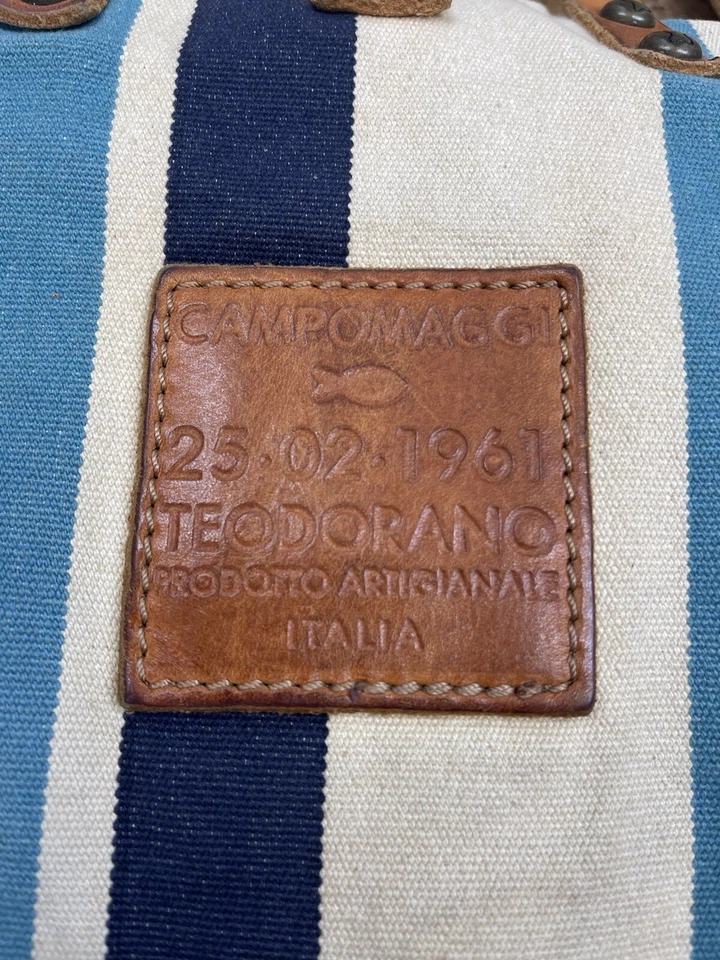 CAMPOMAGGI
25·02·1961
TEODORANO
PRODOTTO ARTIGIANALE
ITALIA